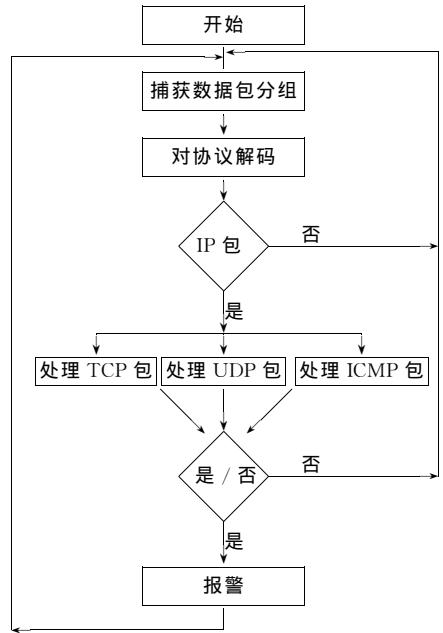 开始
捕获数据包分组
对协议解码
IP 包
否
是
处理 TCP 包
处理 UDP 包
处理 ICMP 包
是 / 否
否
是
报警